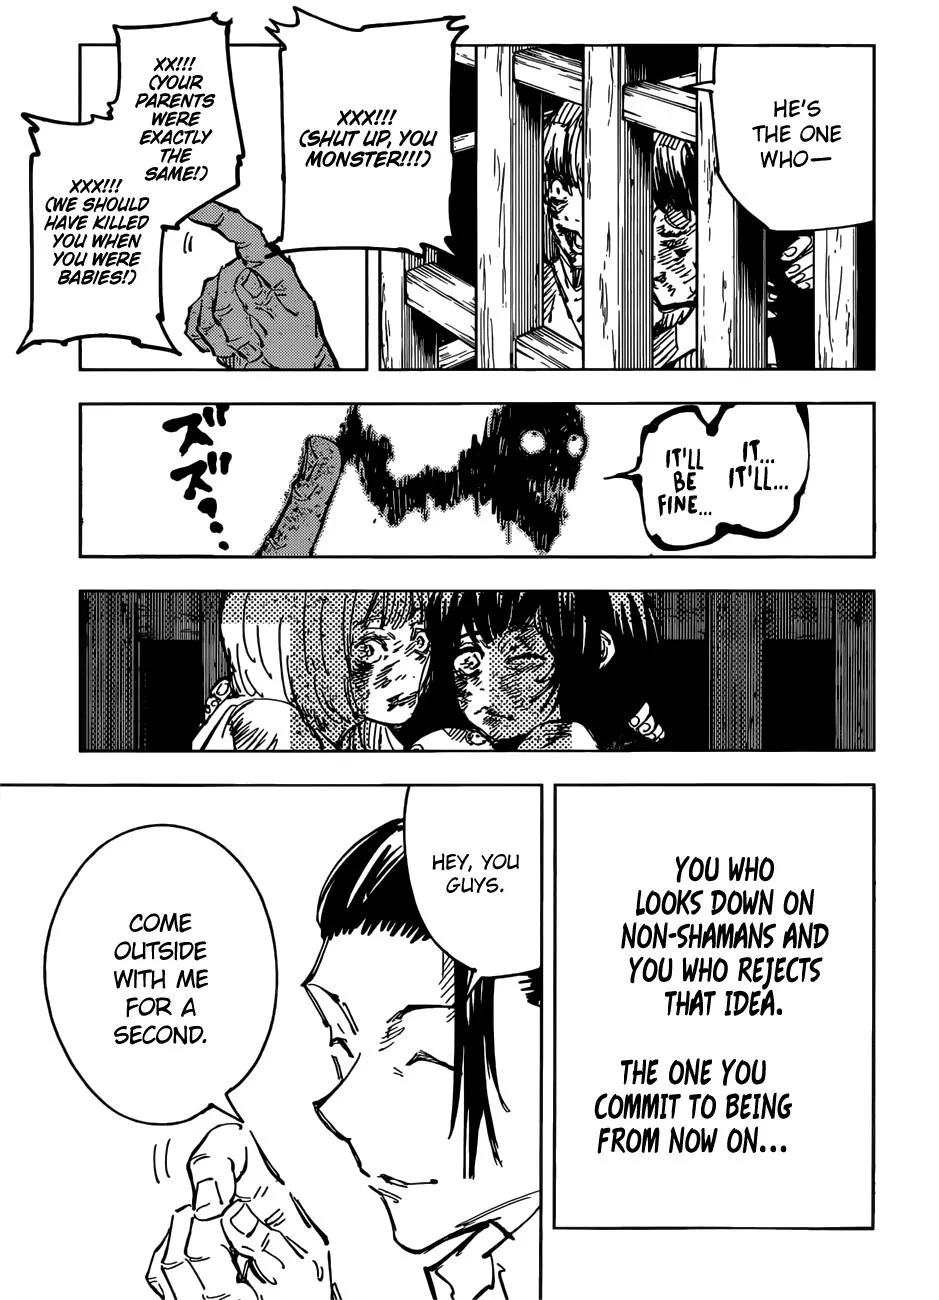 HE'S
THE ONE
WHO—
XXX!!!
(SHUT UP, YOU
MONSTER!!!)
XX!!!
(YOUR
PARENTS
WERE
EXACTLY
THE
SAME!)
XXX!!!
(WE SHOULD
HAVE KILLED
YOU WHEN
YOU WERE
BABIES!)
IT...
IT'LL...
IT'LL
BE
FINE...
ズズ・・・
YOU WHO
LOOKS DOWN ON
NON-SHAMANS AND
YOU WHO REJECTS
THAT IDEA.
THE ONE YOU
COMMIT TO BEING
FROM NOW ON...
HEY, YOU
GUYS.
COME
OUTSIDE
WITH ME
FOR A
SECOND.